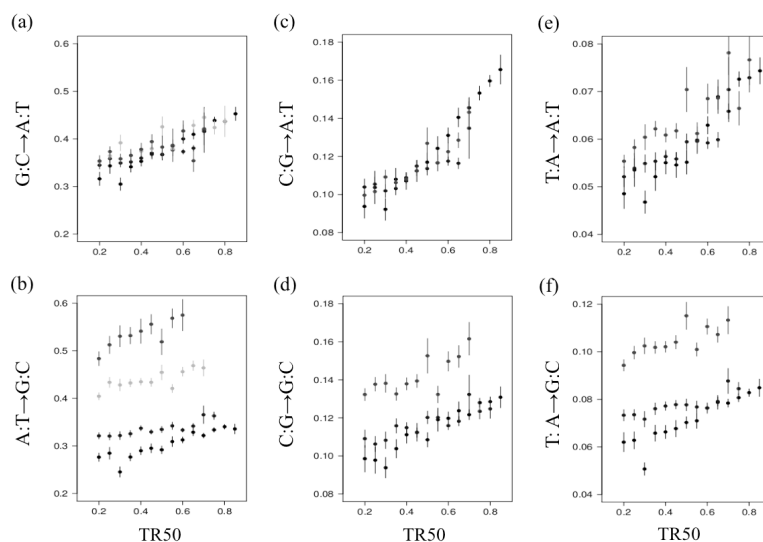 (a)
G:C→A:T
0.6
0.5
0.4
0.3
0.2
0.2 0.4 0.6 0.8
(c)
C:G→A:T
0.18
0.16
0.14
0.12
0.10
0.08
0.2 0.4 0.6 0.8
(e)
T:A→A:T
0.08
0.07
0.06
0.05
0.04
0.2 0.4 0.6 0.8
(b)
A:T→G:C
0.6
0.5
0.4
0.3
0.2
0.2 0.4 0.6 0.8
TR50
(d)
C:G→G:C
0.18
0.16
0.14
0.12
0.10
0.08
0.2 0.4 0.6 0.8
TR50
(f)
T: A→G:C
0.12
0.10
0.08
0.06
0.04
0.2 0.4 0.6 0.8
TR50